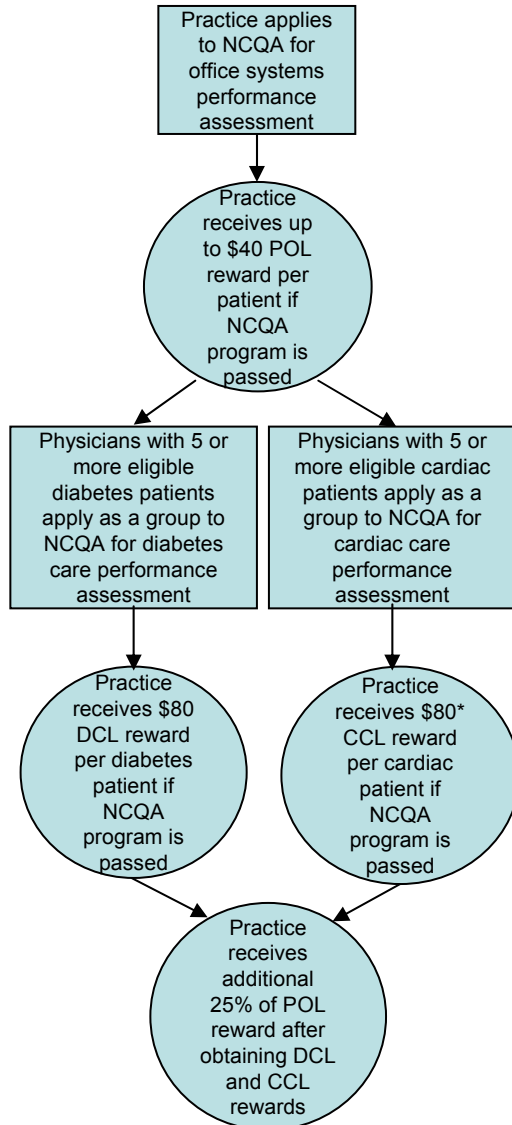 Practice applies
to NCQA for
office systems
performance
assessment
Practice
receives up
to $40 POL
reward per
patient if
NCQA
program is
passed
Physicians with 5 or
more eligible
diabetes patients
apply as a group to
NCQA for diabetes
care performance
assessment
Physicians with 5 or
more eligible cardiac
patients apply as a
group to NCQA for
cardiac care
performance
assessment
Practice
receives $80
DCL reward
per diabetes
patient if
NCQA
program is
passed
Practice
receives $80*
CCL reward
per cardiac
patient if
NCQA
program is
passed
Practice
receives
additional
25% of POL
reward after
obtaining DCL
and CCL
rewards